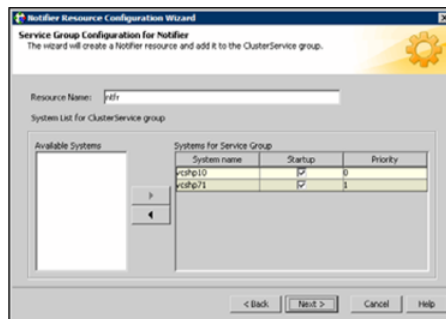 Notifier Resource Configuration Wizard
Service Group Configuration for Notifier
The wizard will create a Notifier resource and add it to the ClusterService group.
Resource Name: ntfr
System List for ClusterService group
Available Systems
Systems for Service Group
System name Startup Priority
vcshp10 0
vcshp71 1
< Back Next > Cancel Help